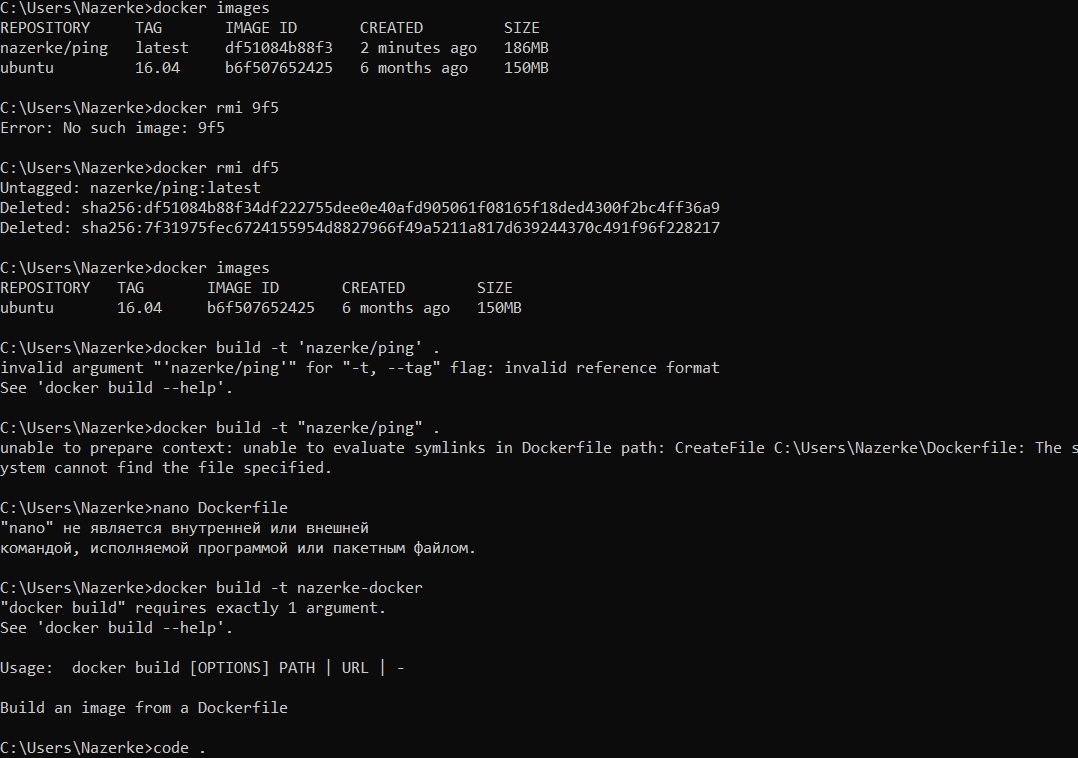 C:\Users\Nazerke>docker images
REPOSITORY     TAG       IMAGE ID       CREATED         SIZE
nazerke/ping   latest    df51084b88f3   2 minutes ago   186MB
ubuntu         16.04     b6f507652425   6 months ago    150MB

C:\Users\Nazerke>docker rmi 9f5
Error: No such image: 9f5

C:\Users\Nazerke>docker rmi df5
Untagged: nazerke/ping:latest
Deleted: sha256:df51084b88f34df222755dee0e40afd905061f08165f18ded4300f2bc4ff36a9
Deleted: sha256:7f31975fec6724155954d8827966f49a5211a817d639244370c491f96f228217

C:\Users\Nazerke>docker images
REPOSITORY   TAG       IMAGE ID       CREATED        SIZE
ubuntu       16.04     b6f507652425   6 months ago   150MB

C:\Users\Nazerke>docker build -t 'nazerke/ping' .
invalid argument "'nazerke/ping'" for "-t, --tag" flag: invalid reference format
See 'docker build --help'.

C:\Users\Nazerke>docker build -t "nazerke/ping" .
unable to prepare context: unable to evaluate symlinks in Dockerfile path: CreateFile C:\Users\Nazerke\Dockerfile: The s
ystem cannot find the file specified.

C:\Users\Nazerke>nano Dockerfile
"nano" не является внутренней или внешней
командой, исполняемой программой или пакетным файлом.

C:\Users\Nazerke>docker build -t nazerke-docker
"docker build" requires exactly 1 argument.
See 'docker build --help'.

Usage:  docker build [OPTIONS] PATH | URL | -

Build an image from a Dockerfile

C:\Users\Nazerke>code .